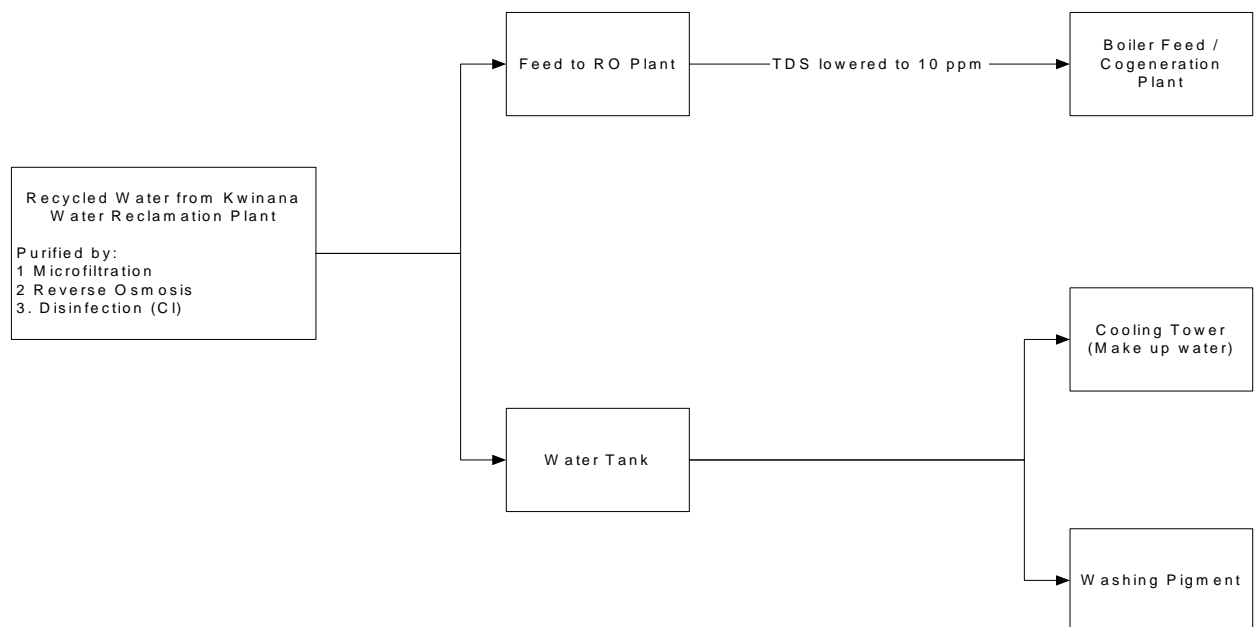 Feed to RO Plant
TDS lowered to 10 ppm
Boiler Feed /
Cogeneration
Plant
Recycled Water from Kwinana
Water Reclamation Plant
Purified by:
1 Microfiltration
2 Reverse Osmosis
3. Disinfection (Cl)
Cooling Tower
(Make up water)
Water Tank
Washing Pigment